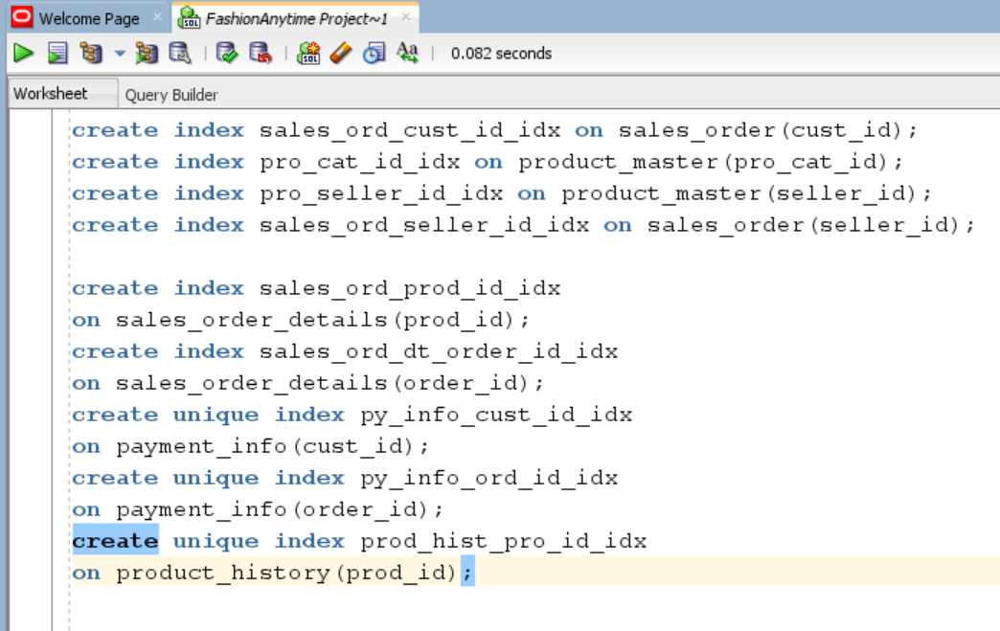 Welcome Page
FashionAnytime Project~1
0.082 seconds
Worksheet
Query Builder
create index sales_ord_cust_id_idx on sales_order(cust_id);
create index pro_cat_id_idx on product_master(pro_cat_id);
create index pro_seller_id_idx on product_master(seller_id);
create index sales_ord_seller_id_idx on sales_order(seller_id);
create index sales_ord_prod_id_idx
on sales_order_details(prod_id);
create index sales_ord_dt_order_id_idx
on sales_order_details(order_id);
create unique index py_info_cust_id_idx
on payment_info(cust_id);
create unique index py_info_ord_id_idx
on payment_info(order_id);
create unique index prod_hist_pro_id_idx
on product_history(prod_id);